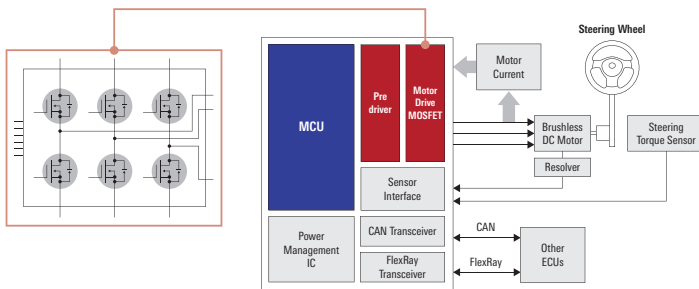 Steering Wheel
MCU
Pre
driver
Motor
Drive
MOSFET
Motor
Current
Brushless
DC Motor
Steering
Torque Sensor
Resolver
Sensor
Interface
Power
Management
IC
CAN Transceiver
CAN
FlexRay
Transceiver
FlexRay
Other
ECUs